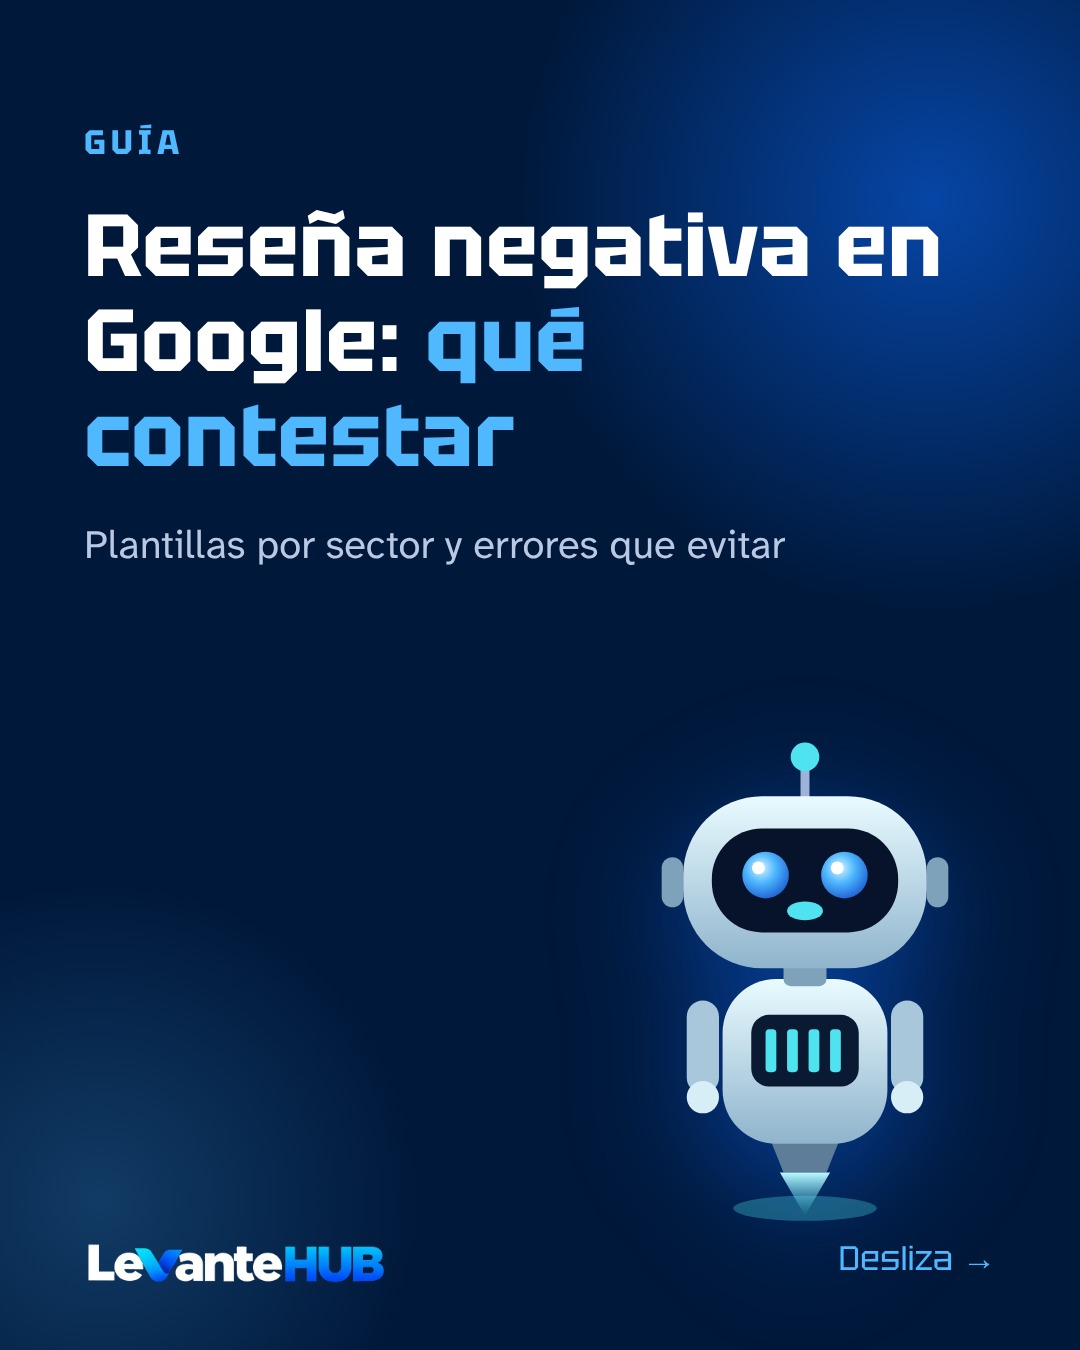 GUÍA
Reseña negativa en
Google: qué
contestar
Plantillas por sector y errores que evitar
LevanteHUB
Desliza →